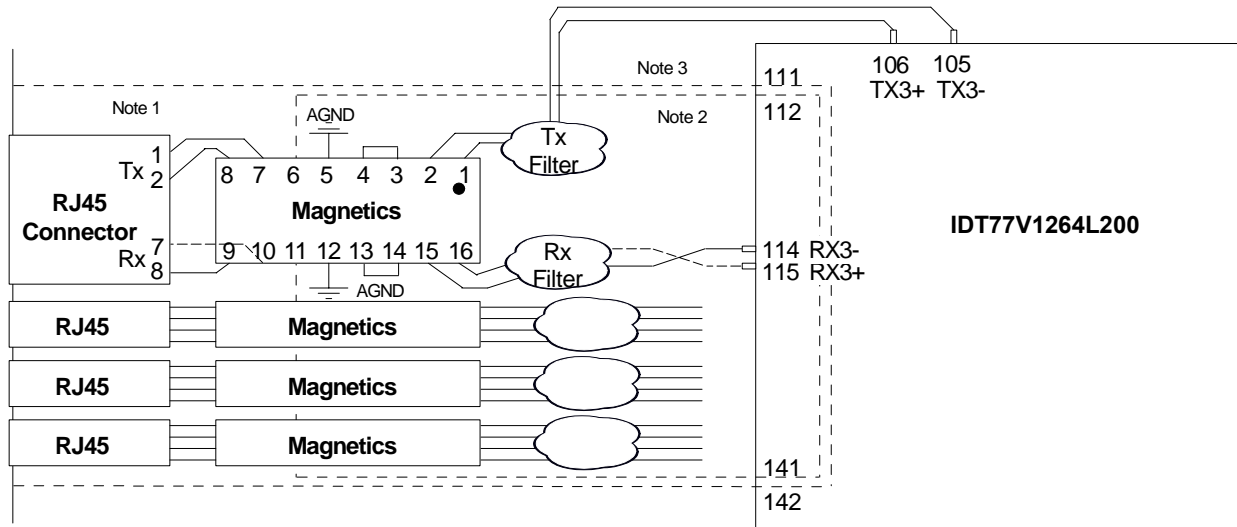 106 105
TX3+ TX3-
Note 3
111
Note 1
112
AGND
Note 2
Tx
Filter
1
Tx 2
8 7 6 5 4 3 2 1
RJ45
Connector
Magnetics
IDT77V1264L200
7
Rx 8
9 10 11 12 13 14 15 16
Rx
Filter
114 RX3-
115 RX3+
AGND
RJ45 Magnetics
RJ45 Magnetics
RJ45 Magnetics
141
142